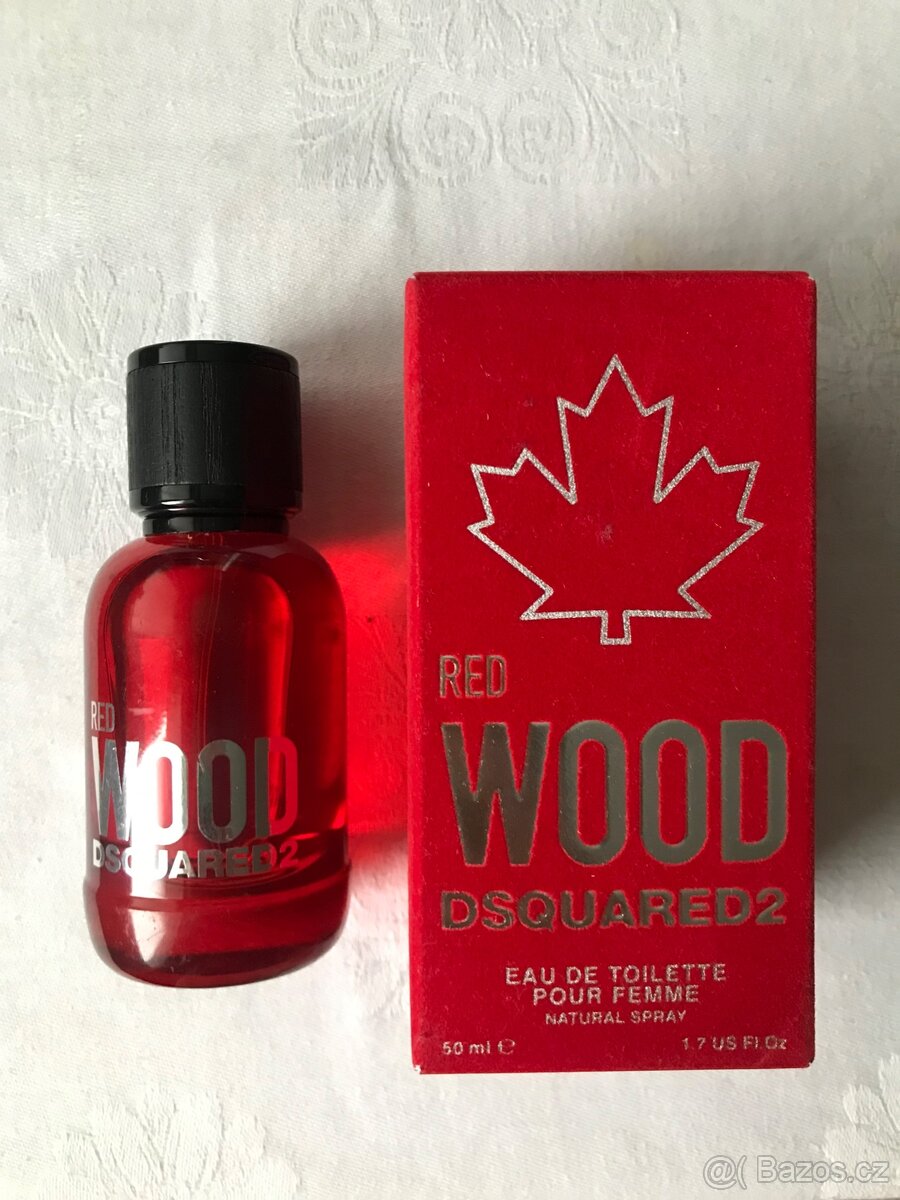 RED
WOOD
DSQUARED2
RED
WOOD
DSQUARED2
EAU DE TOILETTE
POUR FEMME
NATURAL SPRAY
50 ml ℮ 1.7 US Fl.Oz
@( Bazos.cz